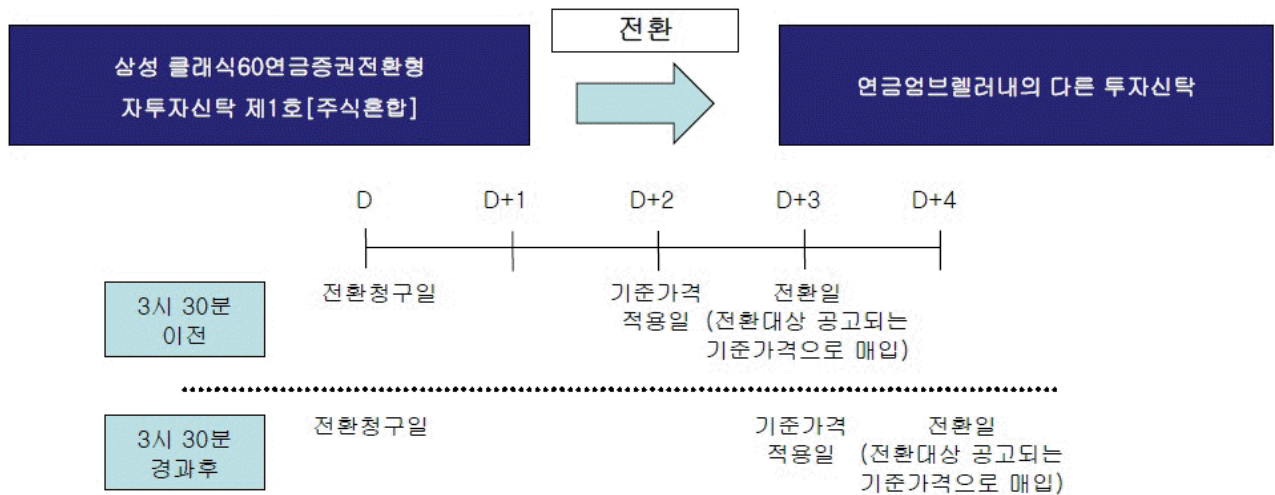 전환
삼성 클래식60연금증권전환형
자투자신탁 제1호[주식혼합]
연금엄브렐러내의 다른 투자신탁
D D+1 D+2 D+3 D+4
3시 30분
이전
전환청구일 기준가격 전환일
적용일 (전환대상 공고되는
기준가격으로 매입)
3시 30분
경과후
전환청구일 기준가격 전환일
적용일 (전환대상 공고되는
기준가격으로 매입)